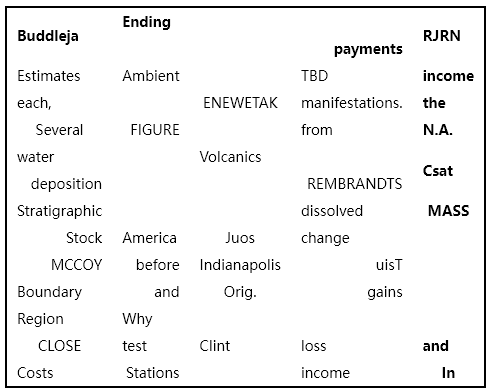 Buddleja Ending payments RJRN
Estimates Ambient TBD income
each, ENEWETAK manifestations. the
Several FIGURE from N.A.
water Volcanics
deposition REMBRANDTS Csat
Stratigraphic dissolved MASS
Stock America Juos change
MCCOY before Indianapolis uisT
Boundary and Orig. gains
Region Why
CLOSE test Clint loss and
Costs Stations income In